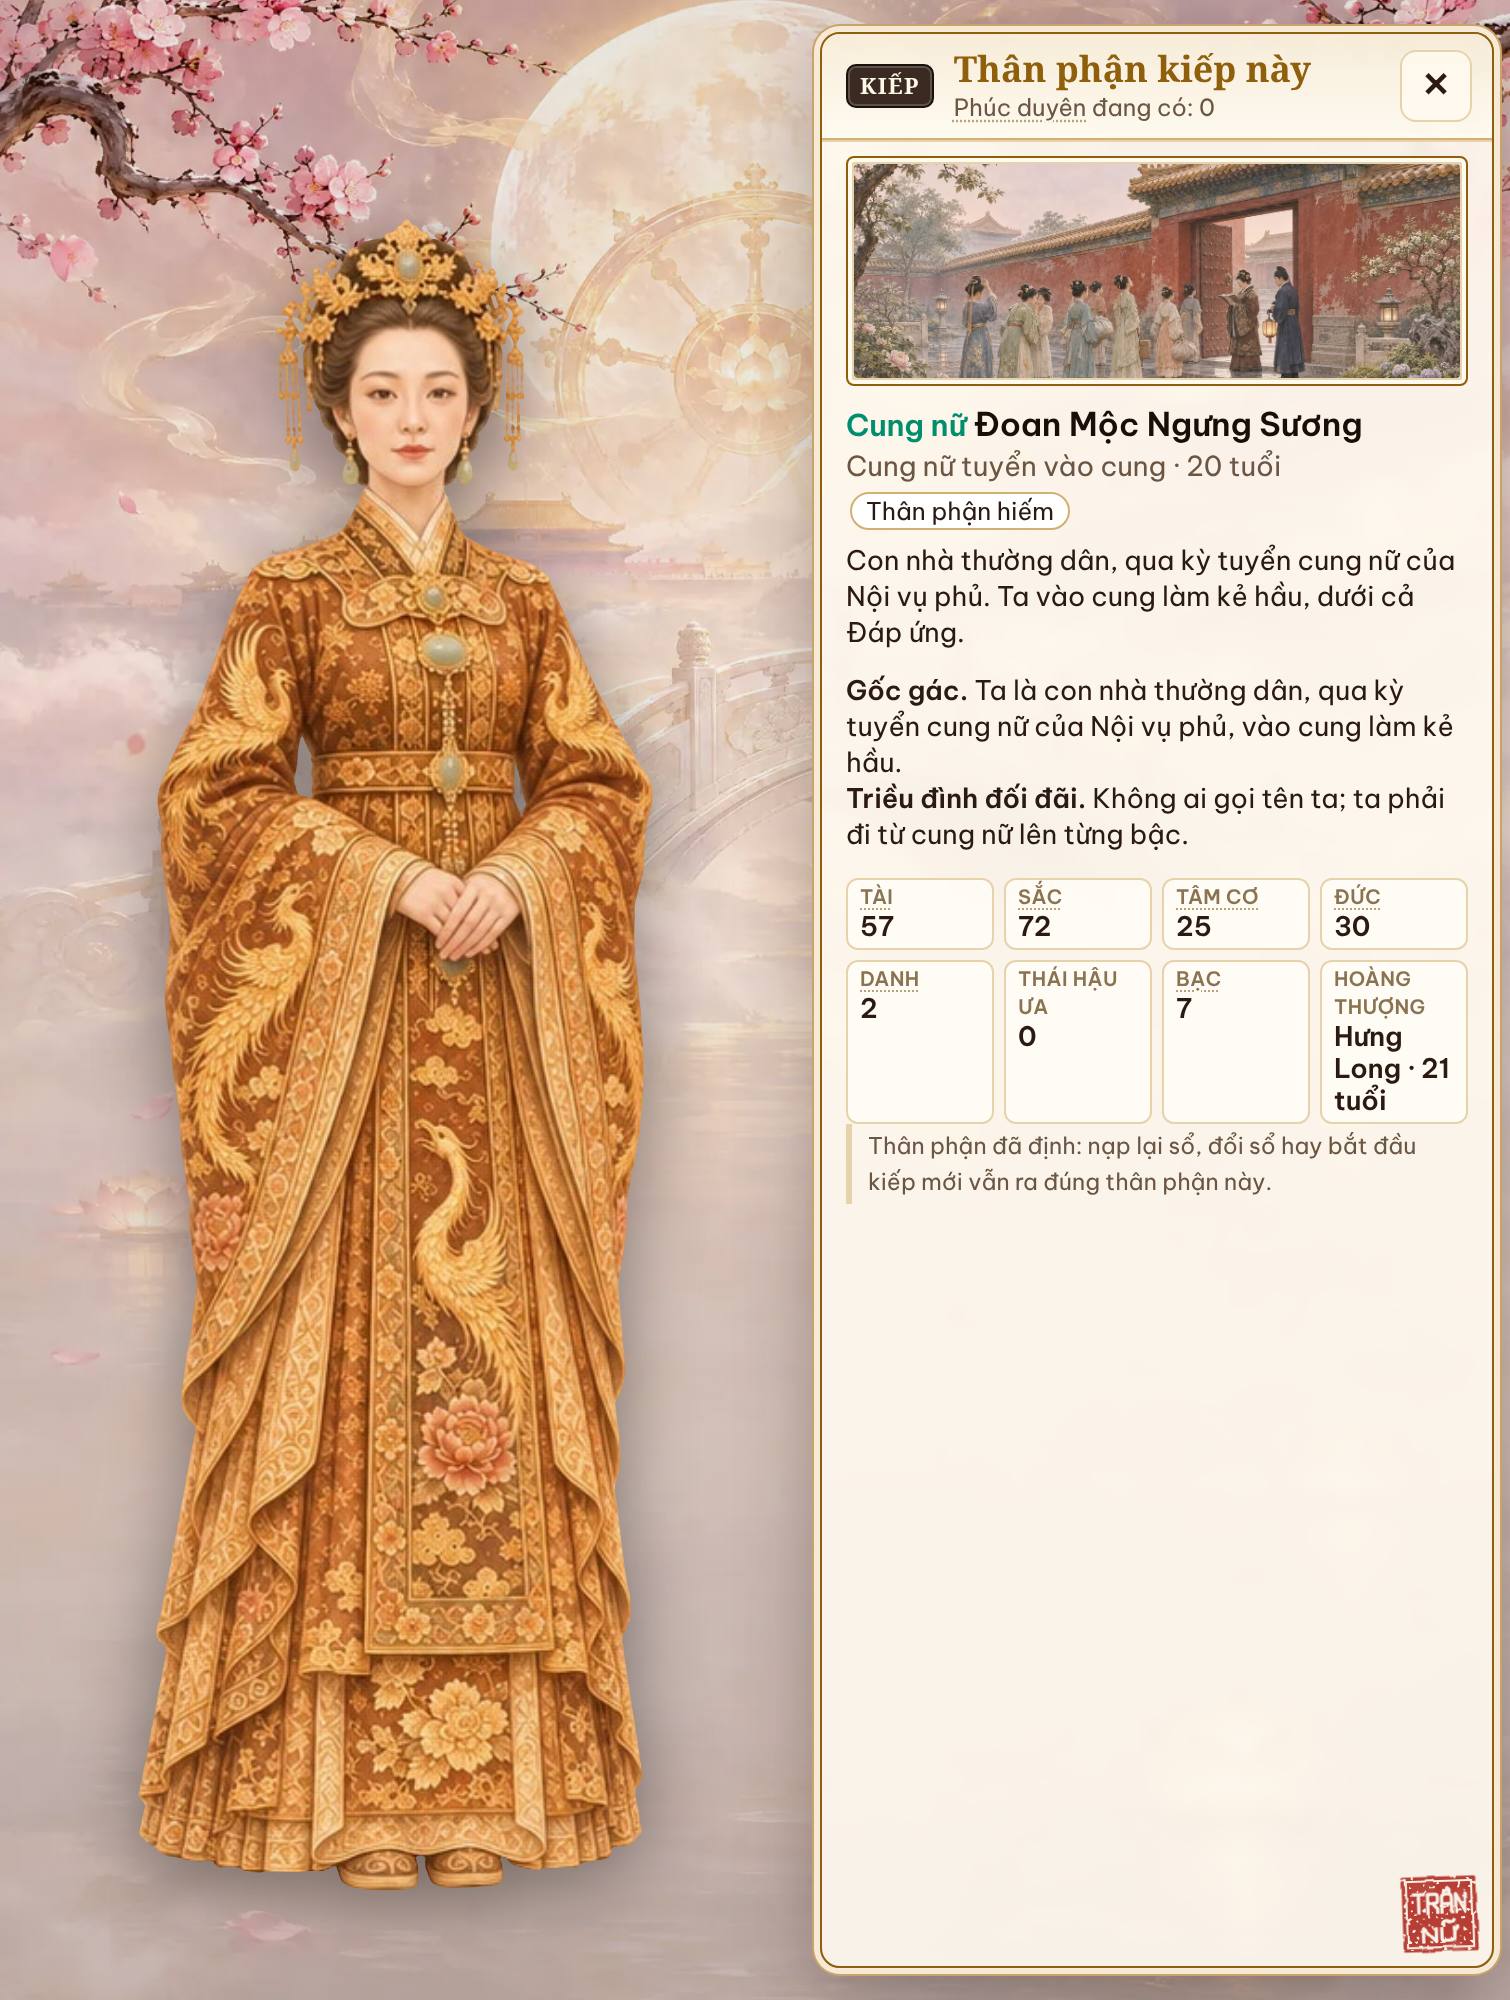 KIẾP
Thân phận kiếp này
Phúc duyên đang có: 0
✕
Cung nữ Đoan Mộc Ngưng Sương
Cung nữ tuyển vào cung · 20 tuổi
Thân phận hiếm
Con nhà thường dân, qua kỳ tuyển cung nữ của
Nội vụ phủ. Ta vào cung làm kẻ hầu, dưới cả
Đáp ứng.
Gốc gác. Ta là con nhà thường dân, qua kỳ
tuyển cung nữ của Nội vụ phủ, vào cung làm kẻ
hầu.
Triều đình đối đãi. Không ai gọi tên ta; ta phải
đi từ cung nữ lên từng bậc.
TÀI
57
SẮC
72
TÂM CƠ
25
ĐỨC
30
DANH
2
THÁI HẬU
ƯA
0
BẠC
7
HOÀNG
THƯỢNG
Hưng
Long · 21
tuổi
Thân phận đã định: nạp lại sổ, đổi sổ hay bắt đầu
kiếp mới vẫn ra đúng thân phận này.
TRÂN
NỮ